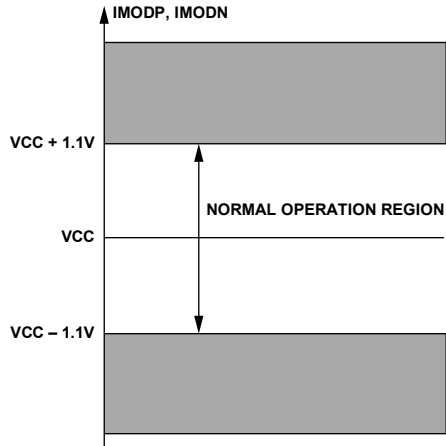 IMODP, IMODN
VCC + 1.1V
NORMAL OPERATION REGION
VCC
VCC – 1.1V